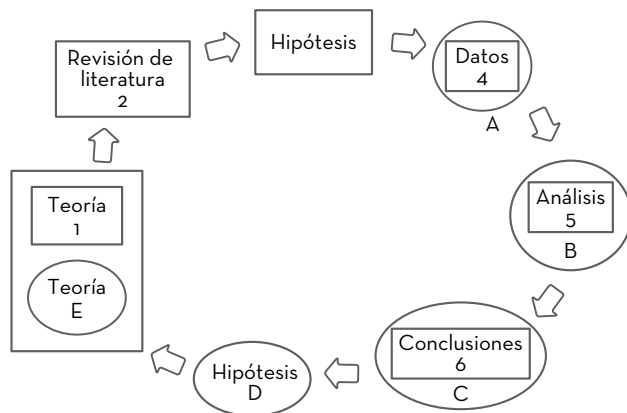 Revisión de
literatura
2
Hipótesis
Datos
4
A
Análisis
5
B
Conclusiones
6
C
Hipótesis
D
Teoría
1
Teoría
E